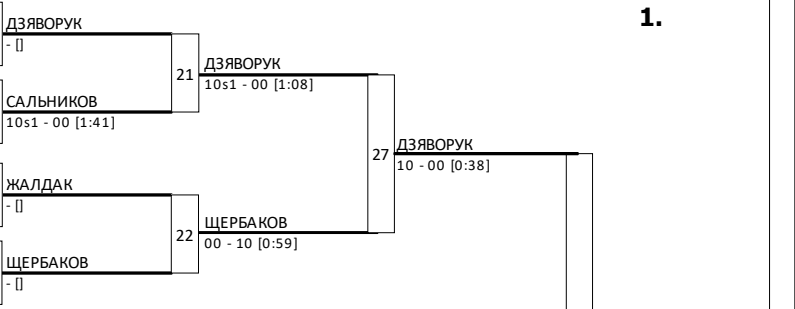 1.
ДЗЯВОРУК
- []
21
ДЗЯВОРУК
10s1 - 00 [1:08]
САЛЬНИКОВ
10s1 - 00 [1:41]
27
ДЗЯВОРУК
10 - 00 [0:38]
ЖАЛДАК
- []
22
ЩЕРБАКОВ
00 - 10 [0:59]
ЩЕРБАКОВ
- []